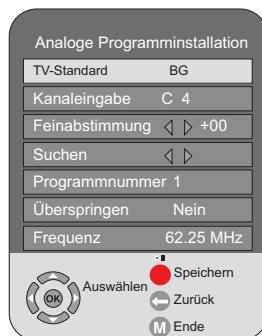 Analoge Programminstallation
TV-Standard BG
Kanaleingabe C 4
Feinabstimmung +00
Suchen
Programmnummer 1
Überspringen Nein
Frequenz 62.25 MHz
Speichern
OK Auswählen
Zurück
M Ende